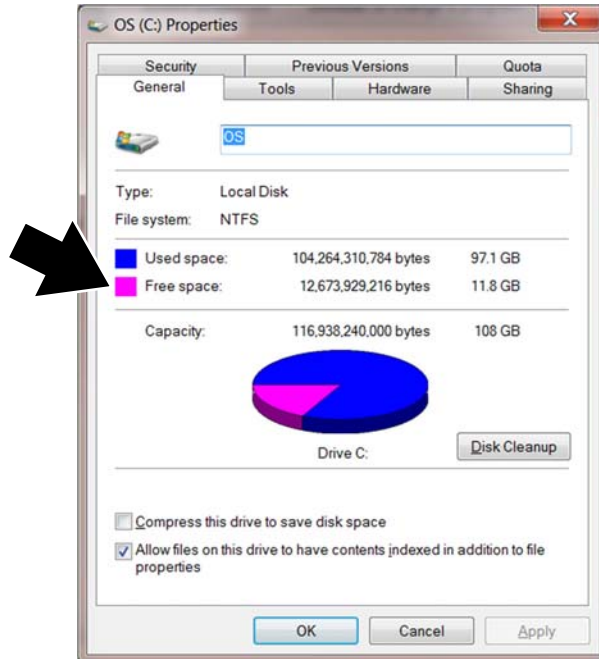 OS (C:) Properties
Security Previous Versions Quota
General Tools Hardware Sharing
OS
Type: Local Disk
File system: NTFS
Used space: 104,264,310,784 bytes 97.1 GB
Free space: 12,673,929,216 bytes 11.8 GB
Capacity: 116,938,240,000 bytes 108 GB
Drive C:
Disk Cleanup
Compress this drive to save disk space
Allow files on this drive to have contents indexed in addition to file
properties
OK Cancel Apply